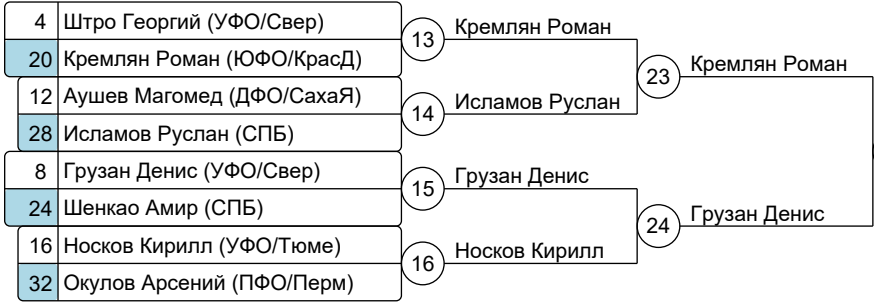 4 Штро Георгий (УФО/Свер)
20 Кремлян Роман (ЮФО/КрасД)
12 Аушев Магомед (ДФО/СахаЯ)
28 Исламов Руслан (СПБ)
8 Грузан Денис (УФО/Свер)
24 Шенкао Амир (СПБ)
16 Носков Кирилл (УФО/Тюме)
32 Окулов Арсений (ПФО/Перм)
13 Кремлян Роман
14 Исламов Руслан
15 Грузан Денис
16 Носков Кирилл
23 Кремлян Роман
24 Грузан Денис